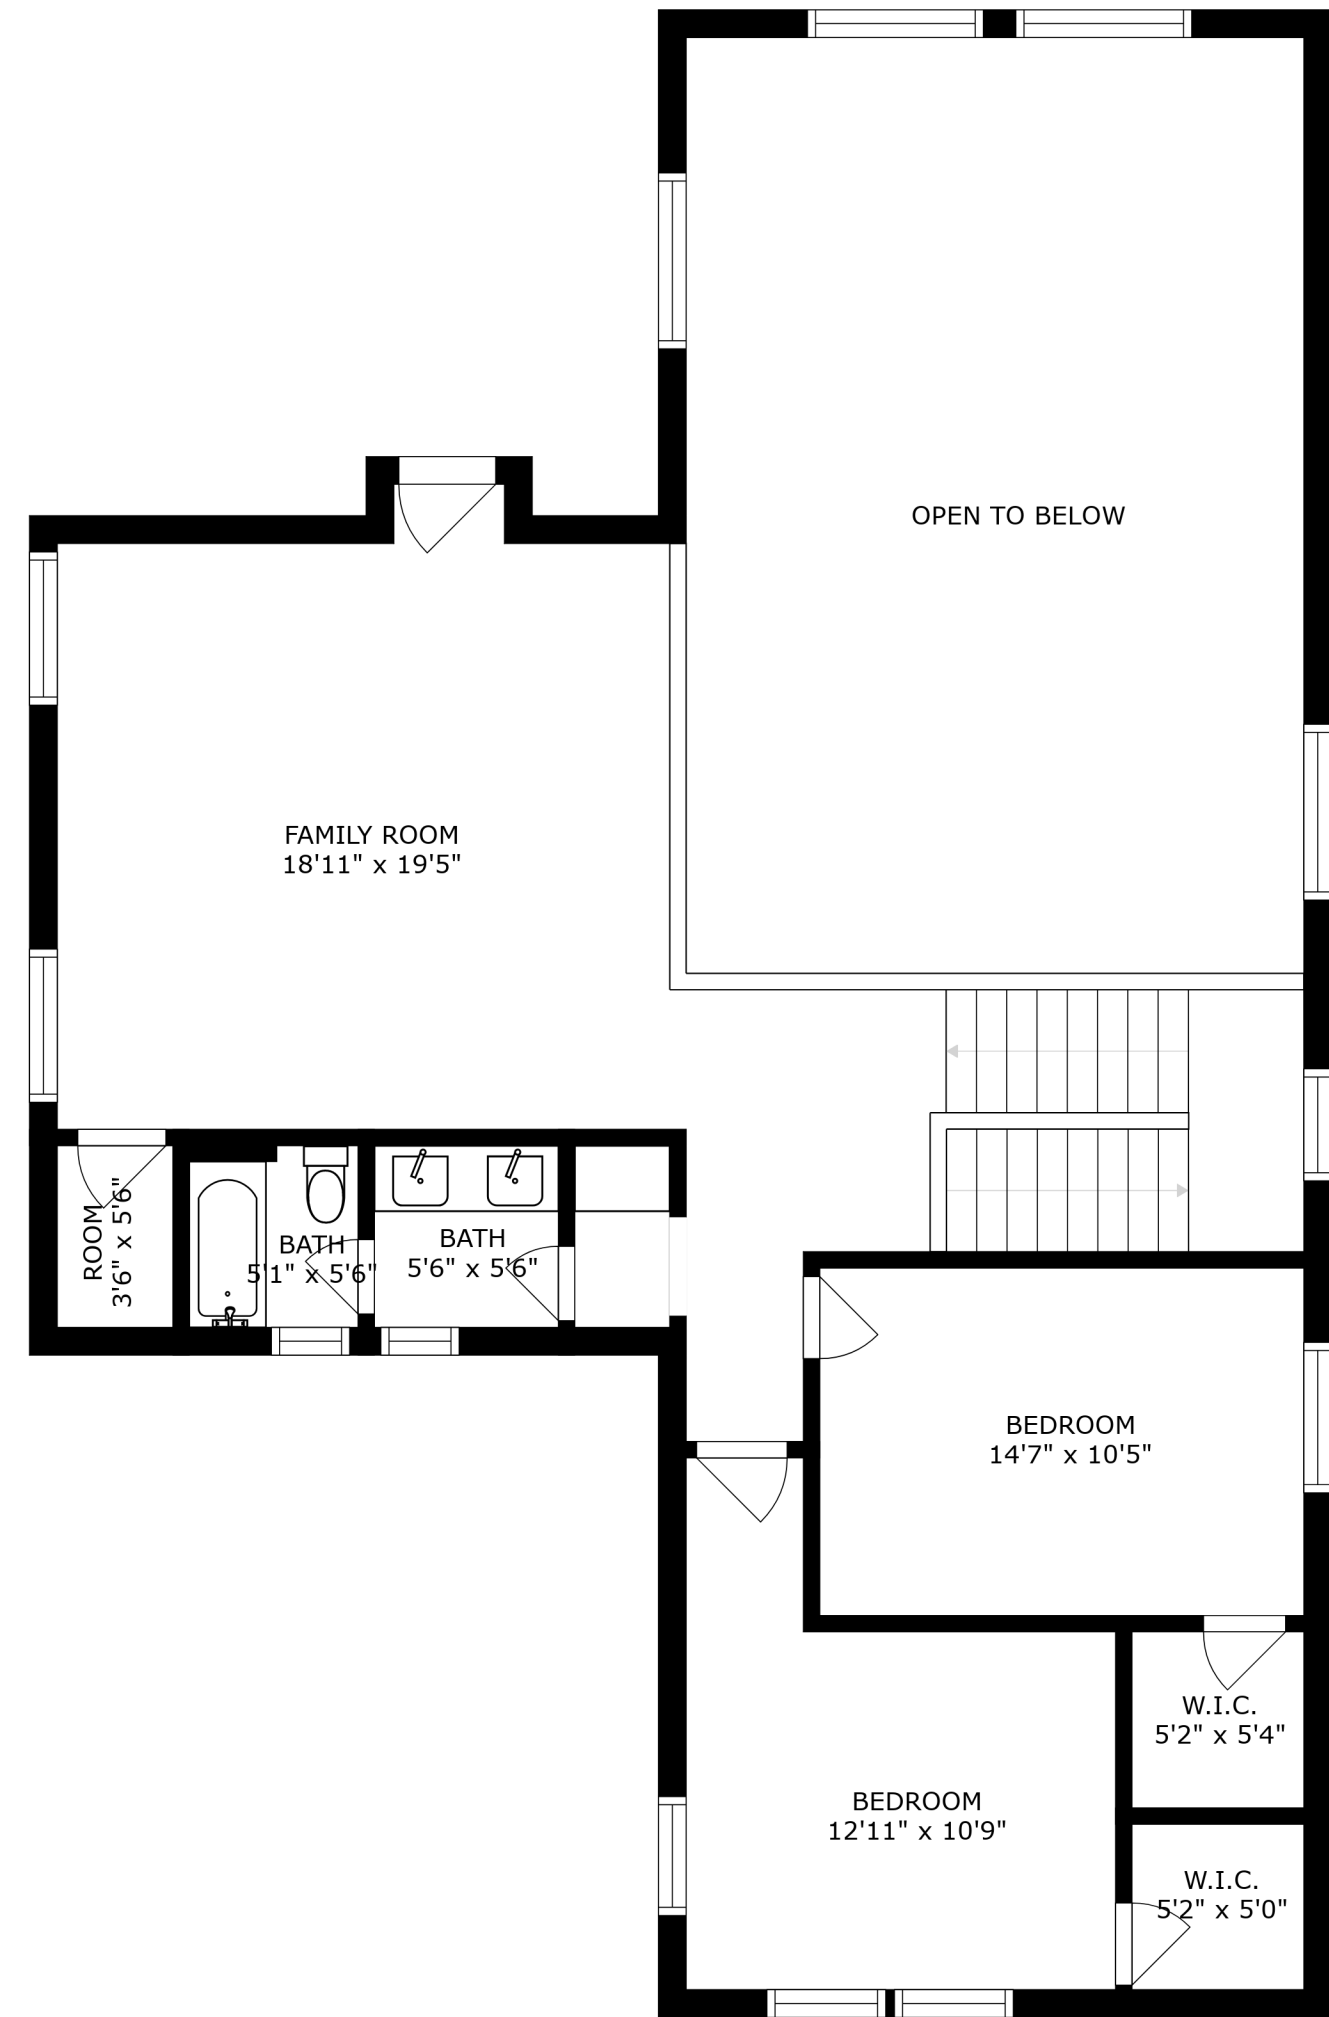 OPEN TO BELOW
FAMILY ROOM
18'11" x 19'5"
ROOM
3'6" x 5'6"
BATH
5'1" x 5'6"
BATH
5'6" x 5'6"
BEDROOM
14'7" x 10'5"
W.I.C.
5'2" x 5'4"
BEDROOM
12'11" x 10'9"
W.I.C.
5'2" x 5'0"